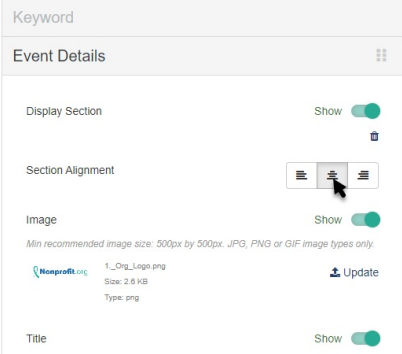 Keyword
Event Details
Display Section Show
Section Alignment
Image Show
Min recommended image size: 500px by 500px. JPG, PNG or GIF image types only.
Nonprofit.org 1._Org_Logo.png
Size: 2.6 KB Update
Type: png
Title Show